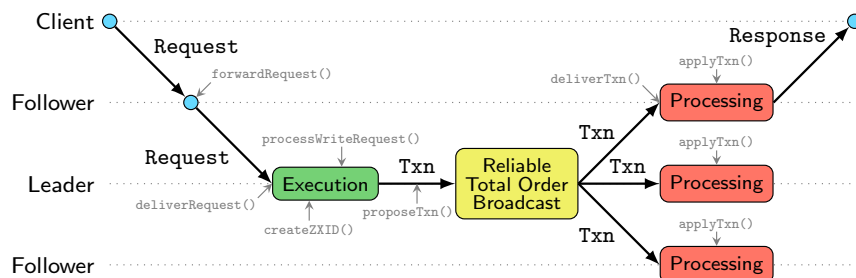 Client
Request
Response
forwardRequest()
applyTxn()
deliverTxn()
Follower
Processing
processWriteRequest()
Txn
applyTxn()
Request
Txn
Reliable
Total Order
Broadcast
Txn
Leader
Execution
Processing
deliverRequest()
proposeTxn()
createZXID()
Txn
applyTxn()
Follower
Processing